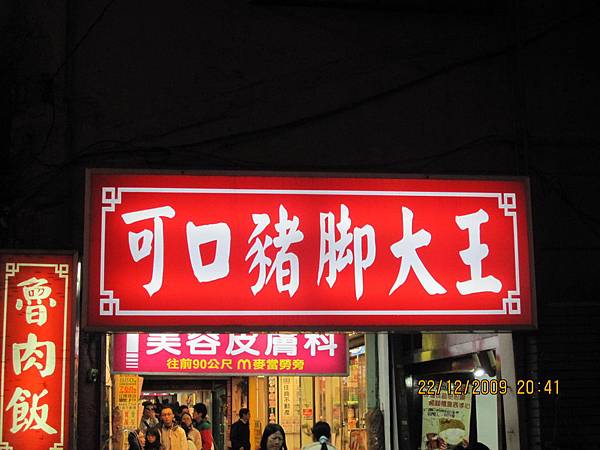 可口豬脚大王
魯肉飯
美容皮膚科
往前90公尺 m麥當勞旁
22/12/2009 20:41